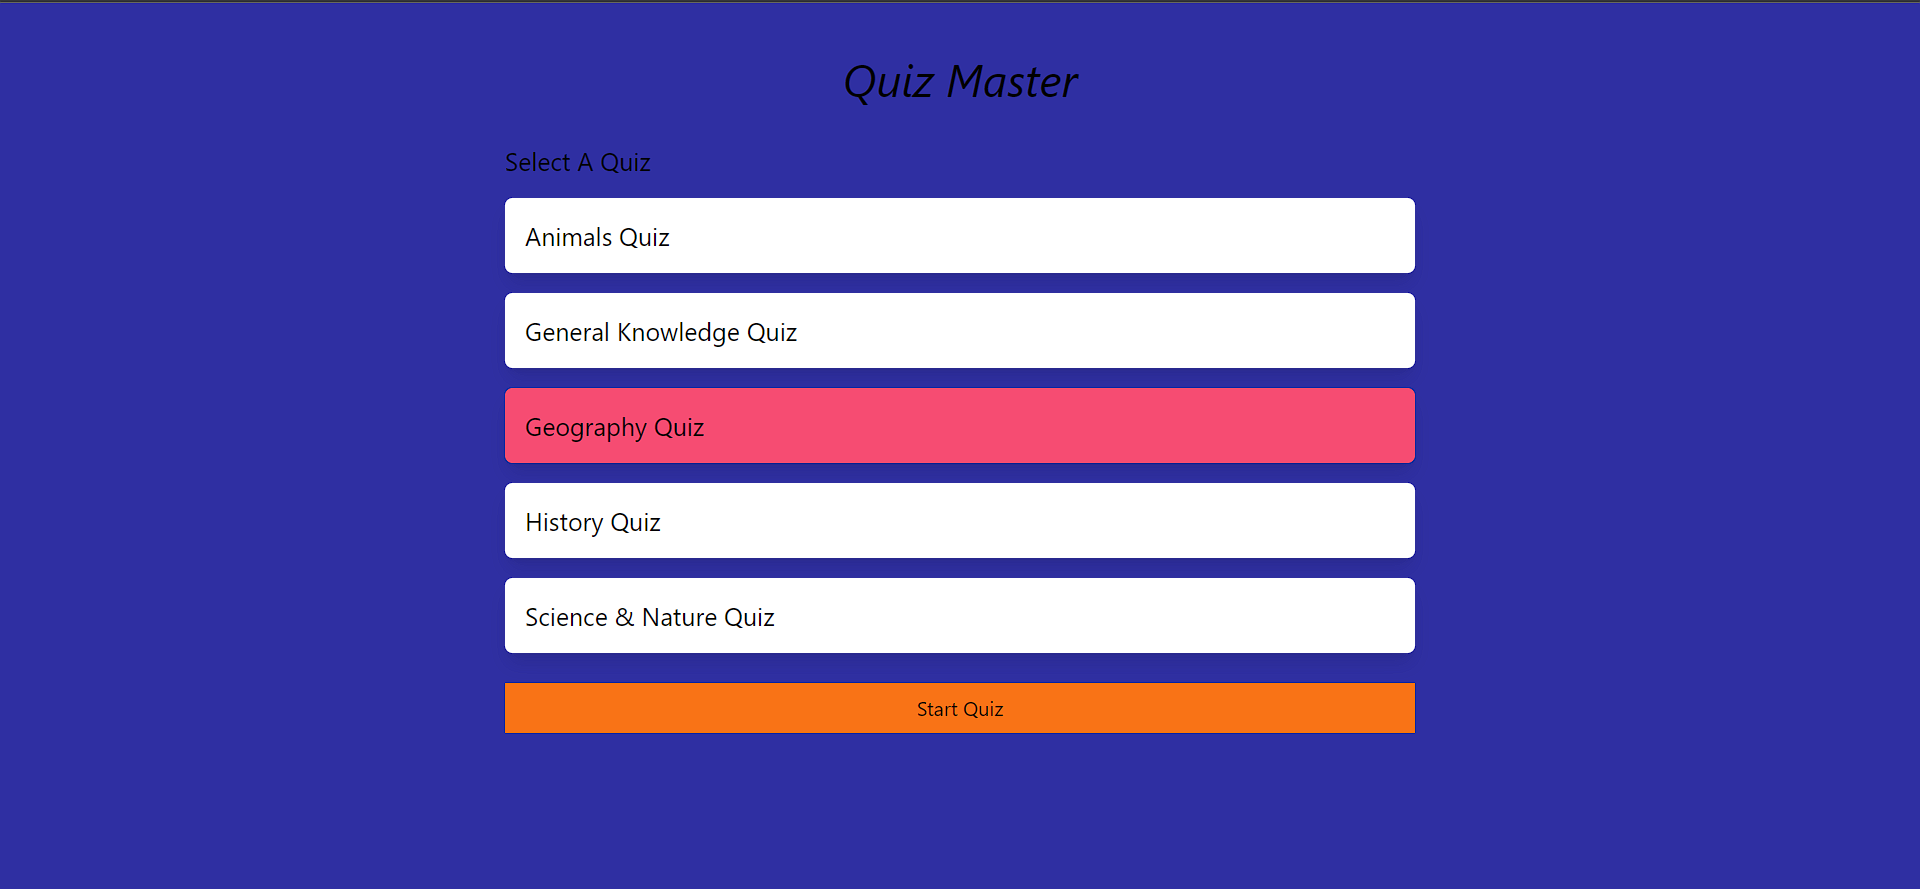 Quiz Master
Select A Quiz
Animals Quiz
General Knowledge Quiz
Geography Quiz
History Quiz
Science & Nature Quiz
Start Quiz